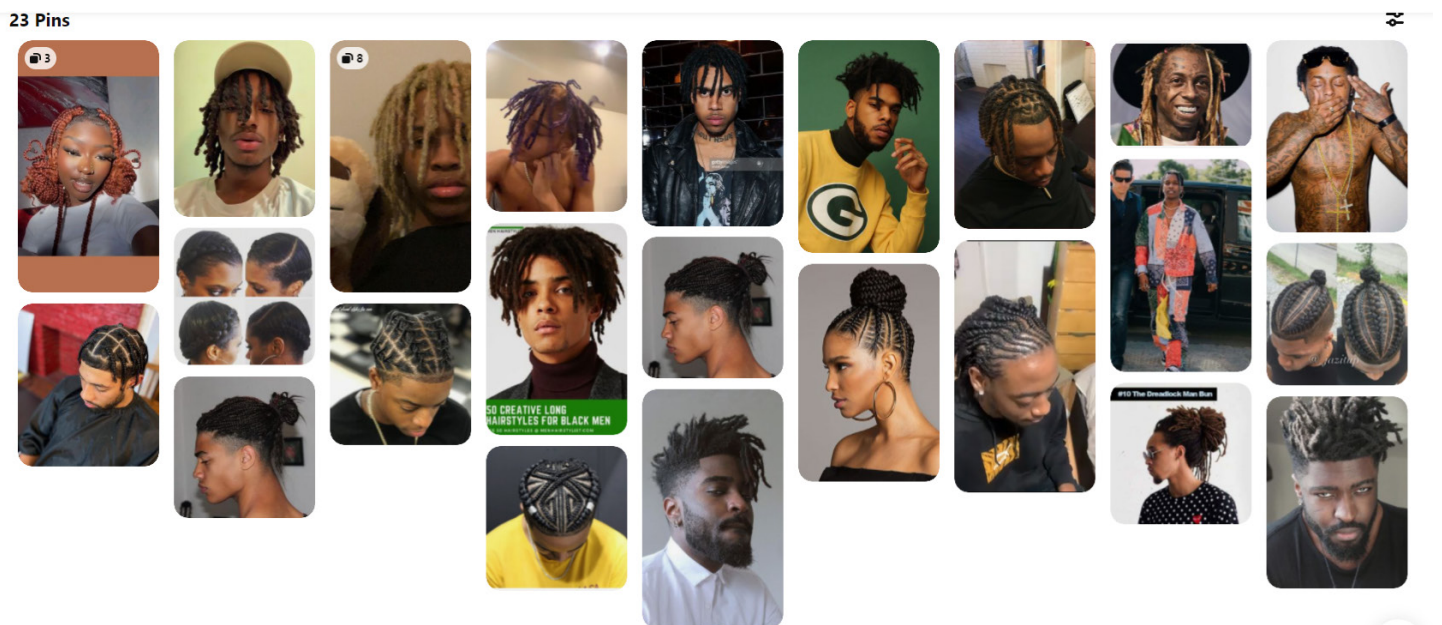 23 Pins
3
8
G
50 CREATIVE LONG
HAIRSTYLES FOR BLACK MEN
#10 The Dreadlock Man Bun